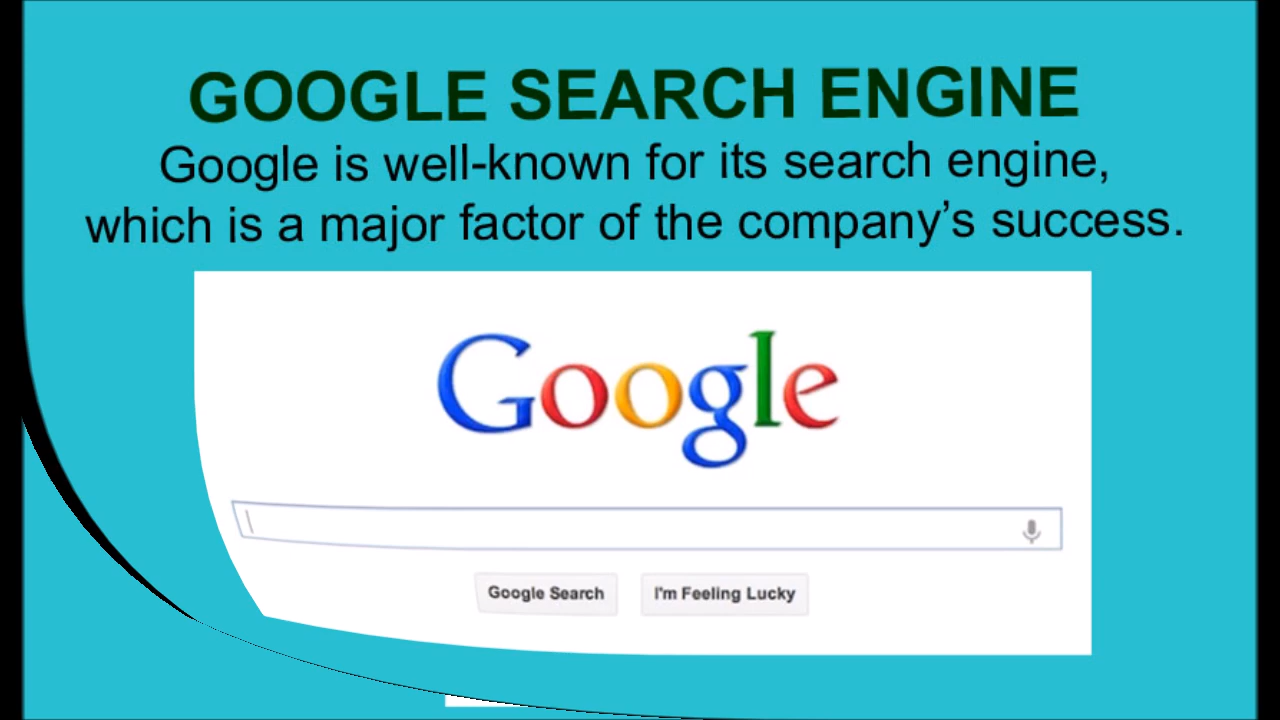 GOOGLE SEARCH ENGINE
Google is well-known for its search engine,
which is a major factor of the company’s success.
Google
Google Search
I'm Feeling Lucky